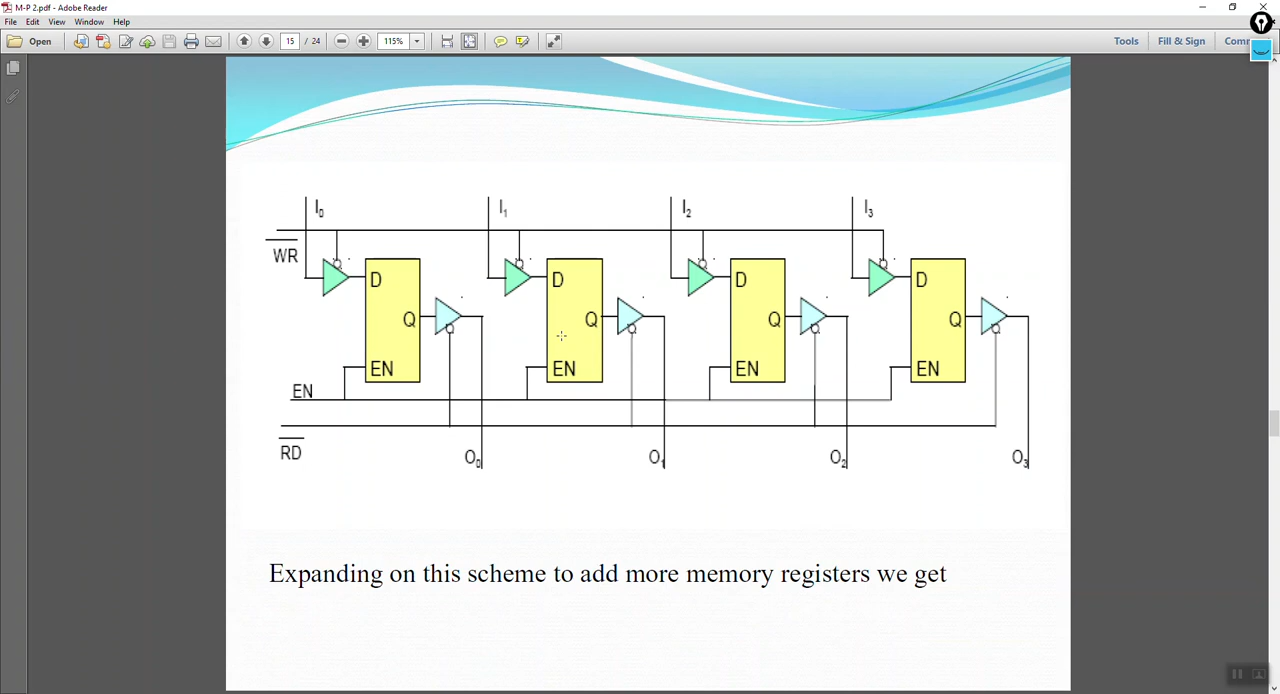 M-P 2.pdf - Adobe Reader
File Edit View Window Help
Open 15 / 24 115% Tools Fill & Sign
I0 I1 I2 I3
WR
D D D D
Q Q Q Q
EN EN EN EN
EN
RD
O0 O1 O2 O3
Expanding on this scheme to add more memory registers we get